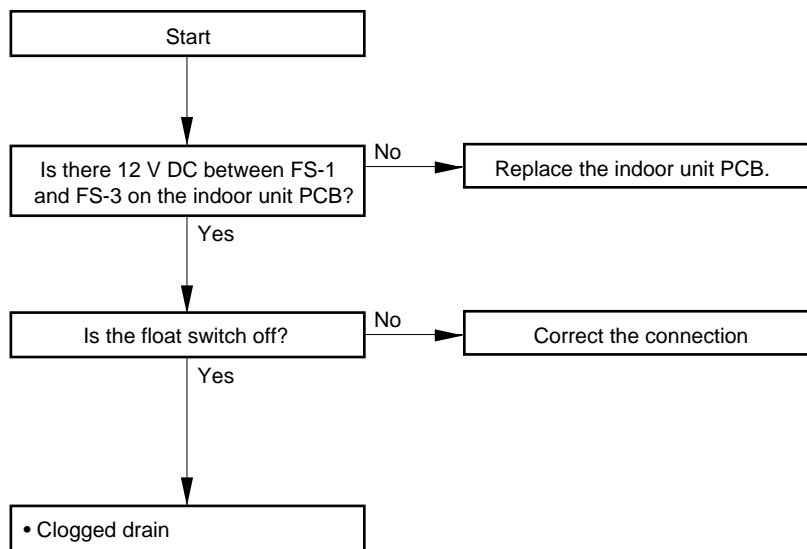 Start
Is there 12 V DC between FS-1
and FS-3 on the indoor unit PCB?
No
Replace the indoor unit PCB.
Yes
Is the float switch off?
No
Correct the connection
Yes
• Clogged drain